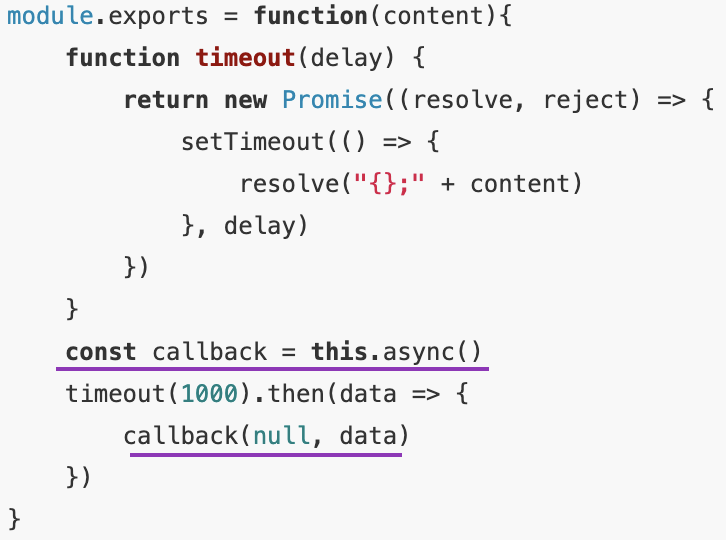 module.exports = function(content){
    function timeout(delay) {
        return new Promise((resolve, reject) => {
            setTimeout(() => {
                resolve("{};" + content)
            }, delay)
        })
    }
    const callback = this.async()
    timeout(1000).then(data => {
        callback(null, data)
    })
}